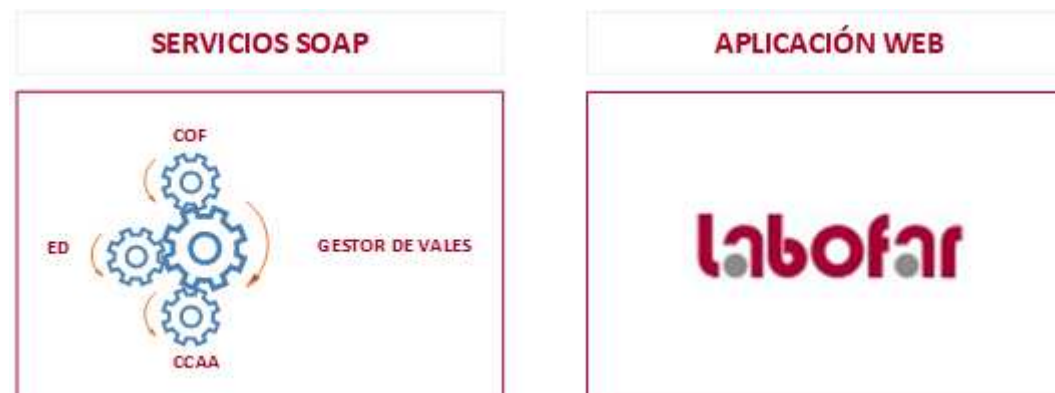 SERVICIOS SOAP
APLICACIÓN WEB
COF
ED
GESTOR DE VALES
CCAA
labofar